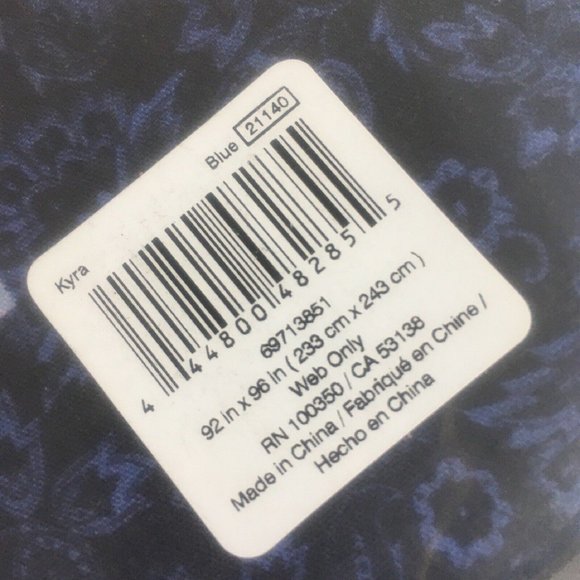 Kyra
Blue 21140
4 44800 48285 5
69713851
92 in x 96 in ( 233 cm x 243 cm )
Web Only
RN 100350 / CA 53138
Made in China / Fabriqué en Chine /
Hecho en China